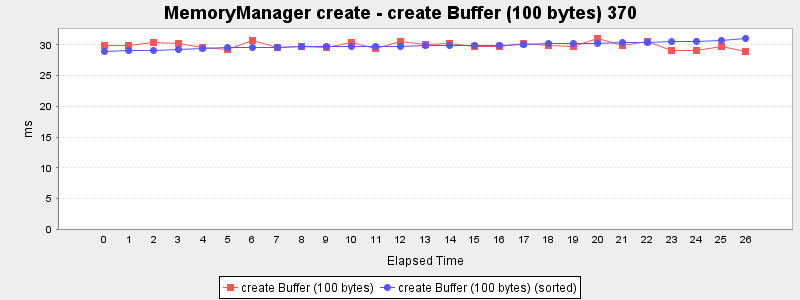 MemoryManager create - create Buffer (100 bytes) 370
30
25
20
15
10
5
0
ms
0 1 2 3 4 5 6 7 8 9 10 11 12 13 14 15 16 17 18 19 20 21 22 23 24 25 26
Elapsed Time
create Buffer (100 bytes) create Buffer (100 bytes) (sorted)